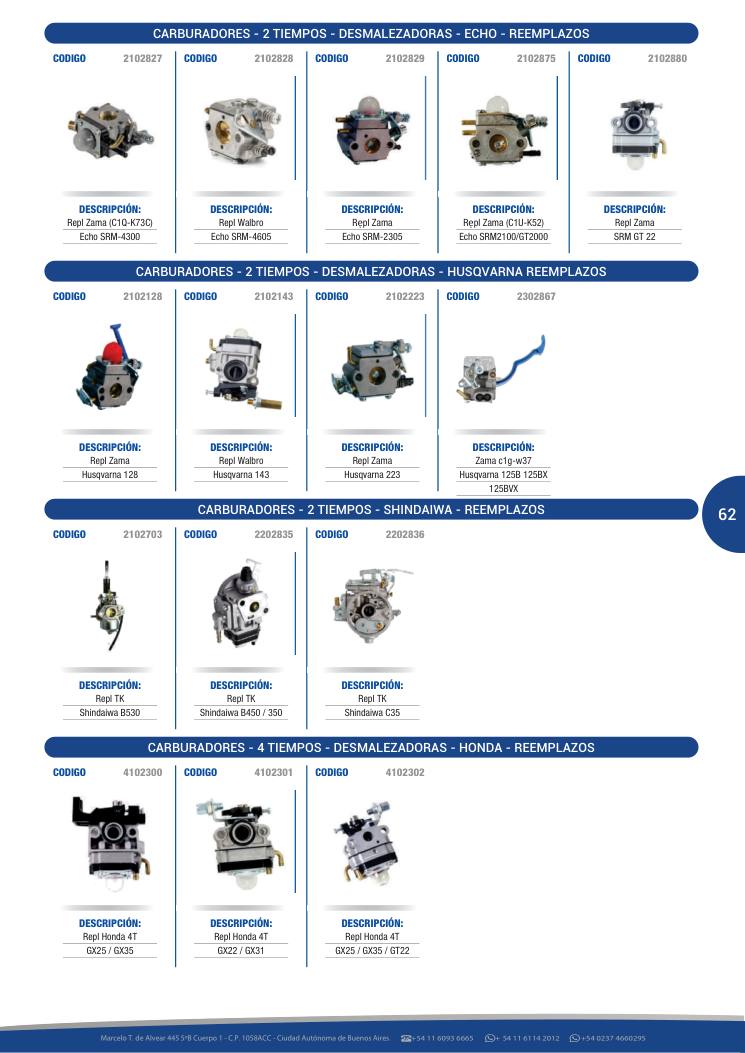 CARBURADORES - 2 TIEMPOS - DESMALEZADORAS - ECHO - REEMPLAZOS
CODIGO 2102827
CODIGO 2102828
CODIGO 2102829
CODIGO 2102875
CODIGO 2102880
DESCRIPCIÓN:
Repl Zama (C1Q-K73C)
Echo SRM-4300
DESCRIPCIÓN:
Repl Walbro
Echo SRM-4605
DESCRIPCIÓN:
Repl Zama
Echo SRM-2305
DESCRIPCIÓN:
Repl Zama (C1U-K52)
Echo SRM2100/GT2000
DESCRIPCIÓN:
Repl Zama
SRM GT 22
CARBURADORES - 2 TIEMPOS - DESMALEZADORAS - HUSQVARNA REEMPLAZOS
CODIGO 2102128
CODIGO 2102143
CODIGO 2102223
CODIGO 2302867
DESCRIPCIÓN:
Repl Zama
Husqvarna 128
DESCRIPCIÓN:
Repl Walbro
Husqvarna 143
DESCRIPCIÓN:
Repl Zama
Husqvarna 223
DESCRIPCIÓN:
Zama c1g-w37
Husqvarna 125B 125BX
125BVX
62
CARBURADORES - 2 TIEMPOS - SHINDAIWA - REEMPLAZOS
CODIGO 2102703
CODIGO 2202835
CODIGO 2202836
DESCRIPCIÓN:
Repl TK
Shindaiwa B530
DESCRIPCIÓN:
Repl TK
Shindaiwa B450 / 350
DESCRIPCIÓN:
Repl TK
Shindaiwa C35
CARBURADORES - 4 TIEMPOS - DESMALEZADORAS - HONDA - REEMPLAZOS
CODIGO 4102300
CODIGO 4102301
CODIGO 4102302
DESCRIPCIÓN:
Repl Honda 4T
GX25 / GX35
DESCRIPCIÓN:
Repl Honda 4T
GX22 / GX31
DESCRIPCIÓN:
Repl Honda 4T
GX25 / GX35 / GT22
Marcelo T. de Alvear 445 5ºB Cuerpo 1 - C.P. 1058ACC - Ciudad Autónoma de Buenos Aires +54 11 6093 6665 + 54 11 6114 2012 +54 0237 4660295